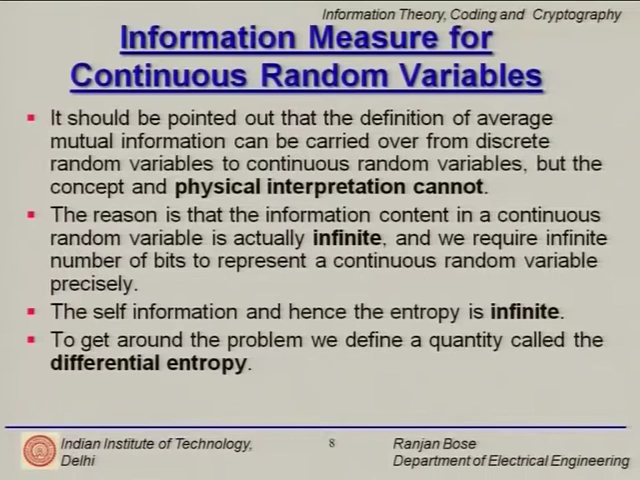 Information Theory, Coding and Cryptography
Information Measure for
Continuous Random Variables
It should be pointed out that the definition of average
mutual information can be carried over from discrete
random variables to continuous random variables, but the
concept and physical interpretation cannot.
The reason is that the information content in a continuous
random variable is actually infinite, and we require infinite
number of bits to represent a continuous random variable
precisely.
The self information and hence the entropy is infinite.
To get around the problem we define a quantity called the
differential entropy.
Indian Institute of Technology,
Delhi
8
Ranjan Bose
Department of Electrical Engineering